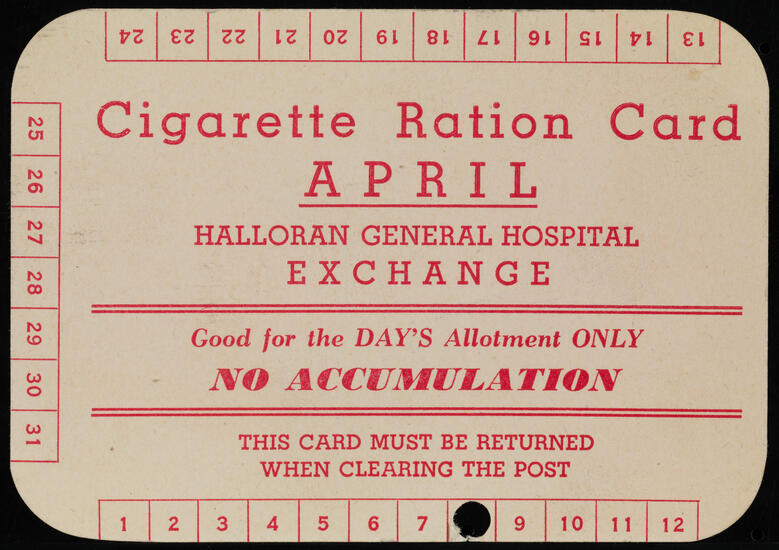 24 23 22 21 20 19 18 17 16 15 14 13
Cigarette Ration Card
APRIL
HALLORAN GENERAL HOSPITAL
EXCHANGE
Good for the DAY'S Allotment ONLY
NO ACCUMULATION
THIS CARD MUST BE RETURNED
WHEN CLEARING THE POST
25
26
27
28
29
30
31
1 2 3 4 5 6 7 9 10 11 12